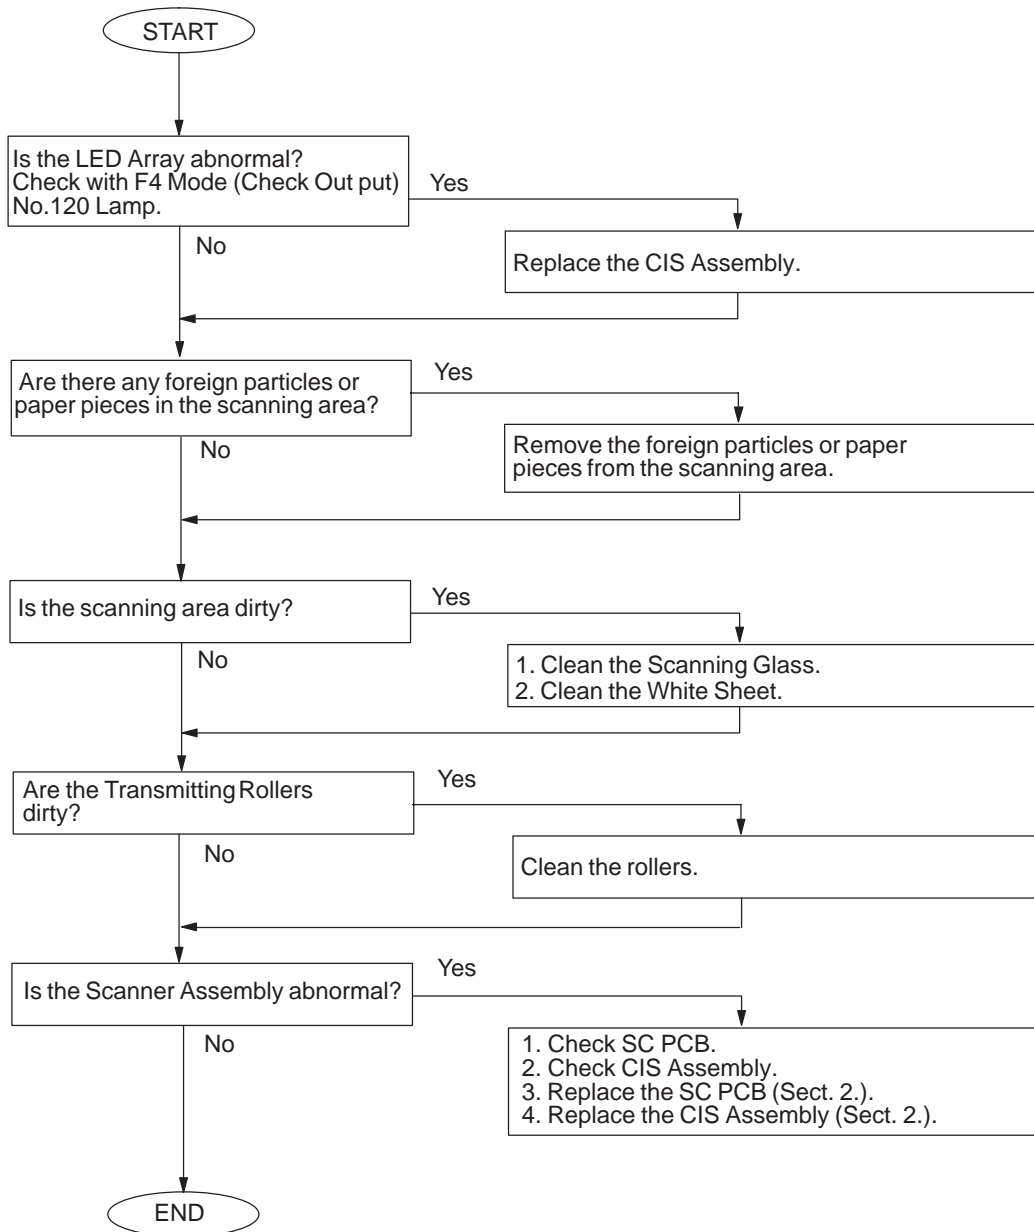 START
Is the LED Array abnormal?
Check with F4 Mode (Check Out put)
No.120 Lamp.
Yes
No
Replace the CIS Assembly.
Are there any foreign particles or
paper pieces in the scanning area?
Yes
No
Remove the foreign particles or paper
pieces from the scanning area.
Is the scanning area dirty?
Yes
No
1. Clean the Scanning Glass.
2. Clean the White Sheet.
Are the Transmitting Rollers
dirty?
Yes
No
Clean the rollers.
Is the Scanner Assembly abnormal?
Yes
No
1. Check SC PCB.
2. Check CIS Assembly.
3. Replace the SC PCB (Sect. 2.).
4. Replace the CIS Assembly (Sect. 2.).
END